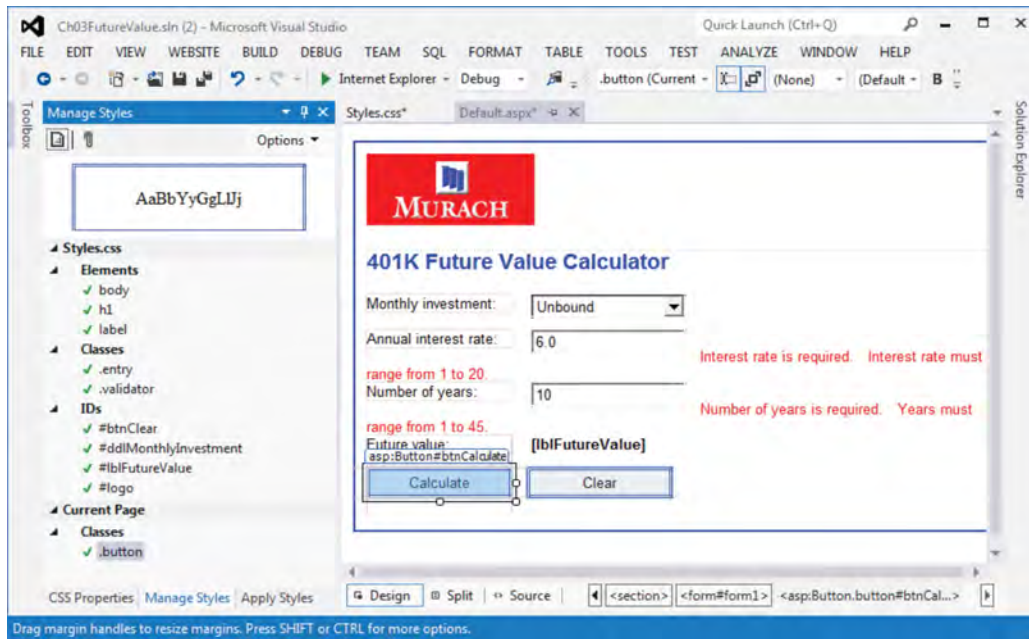 Ch03FutureValue.sln (2) - Microsoft Visual Studio
Quick Launch (Ctrl+Q)
FILE EDIT VIEW WEBSITE BUILD DEBUG TEAM SQL FORMAT TABLE TOOLS TEST ANALYZE WINDOW HELP
Internet Explorer Debug .button (Current (None) (Default B
Toolbox
Manage Styles
Options
AaBbYyGgLlJj
Styles.css
Elements
body
h1
label
Classes
.entry
.validator
IDs
#btnClear
#ddlMonthlyInvestment
#lblFutureValue
#logo
Current Page
Classes
.button
CSS Properties Manage Styles Apply Styles
Styles.css* Default.aspx*
MURACH
401K Future Value Calculator
Monthly investment: Unbound
Annual interest rate: 6.0
Interest rate is required. Interest rate must
range from 1 to 20.
Number of years: 10
Number of years is required. Years must
range from 1 to 45.
Future value: [lblFutureValue]
asp:Button#btnCalculate
Calculate Clear
Design Split Source <section> <form#form1> <asp:Button.button#btnCal...>
Solution Explorer
Drag margin handles to resize margins. Press SHIFT or CTRL for more options.